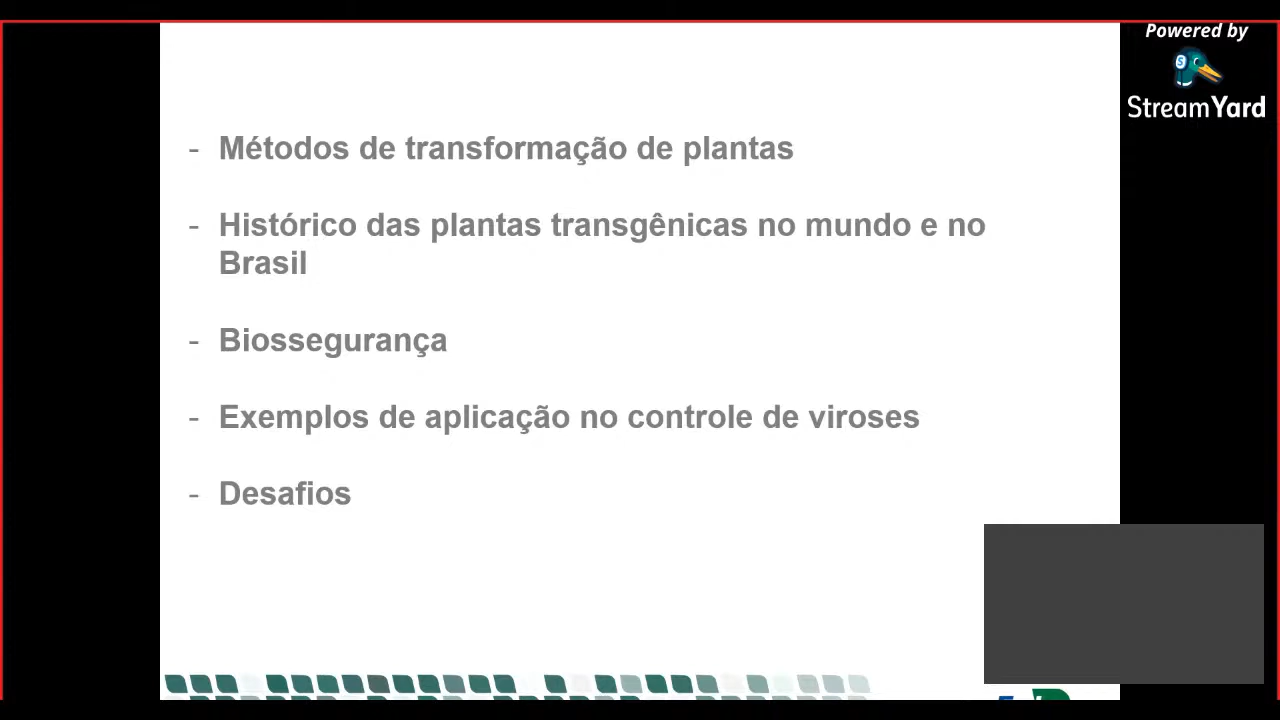 Powered by
StreamYard
- Métodos de transformação de plantas
- Histórico das plantas transgênicas no mundo e no
Brasil
- Biossegurança
- Exemplos de aplicação no controle de viroses
- Desafios